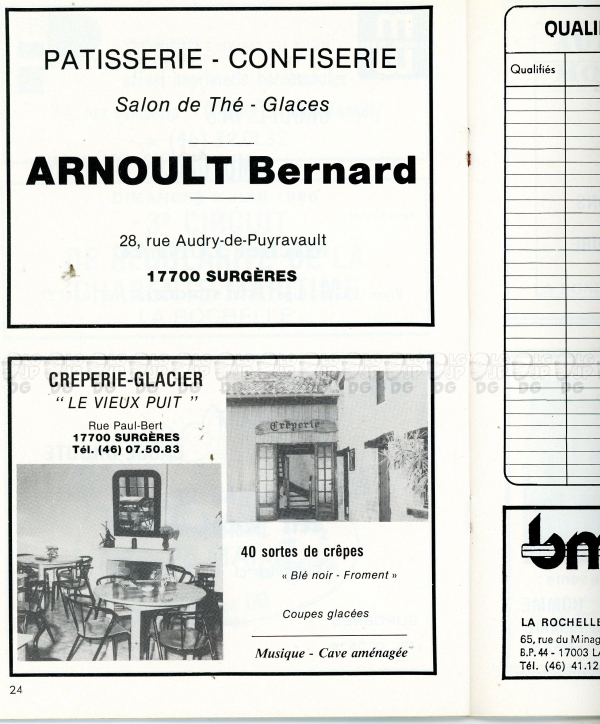 PATISSERIE - CONFISERIE
Salon de Thé - Glaces
ARNOULT Bernard
28, rue Audry-de-Puyravault
17700 SURGÈRES
CREPERIE-GLACIER
“ LE VIEUX PUIT ”
Rue Paul-Bert
17700 SURGÈRES
Tél. (46) 07.50.83
Crêperie
40 sortes de crêpes
« Blé noir - Froment »
Coupes glacées
Musique - Cave aménagée
24
Qualifiés
LA ROCHELLE
65, rue du
B.P. 44 - 17003
Tél. (46) 41.12